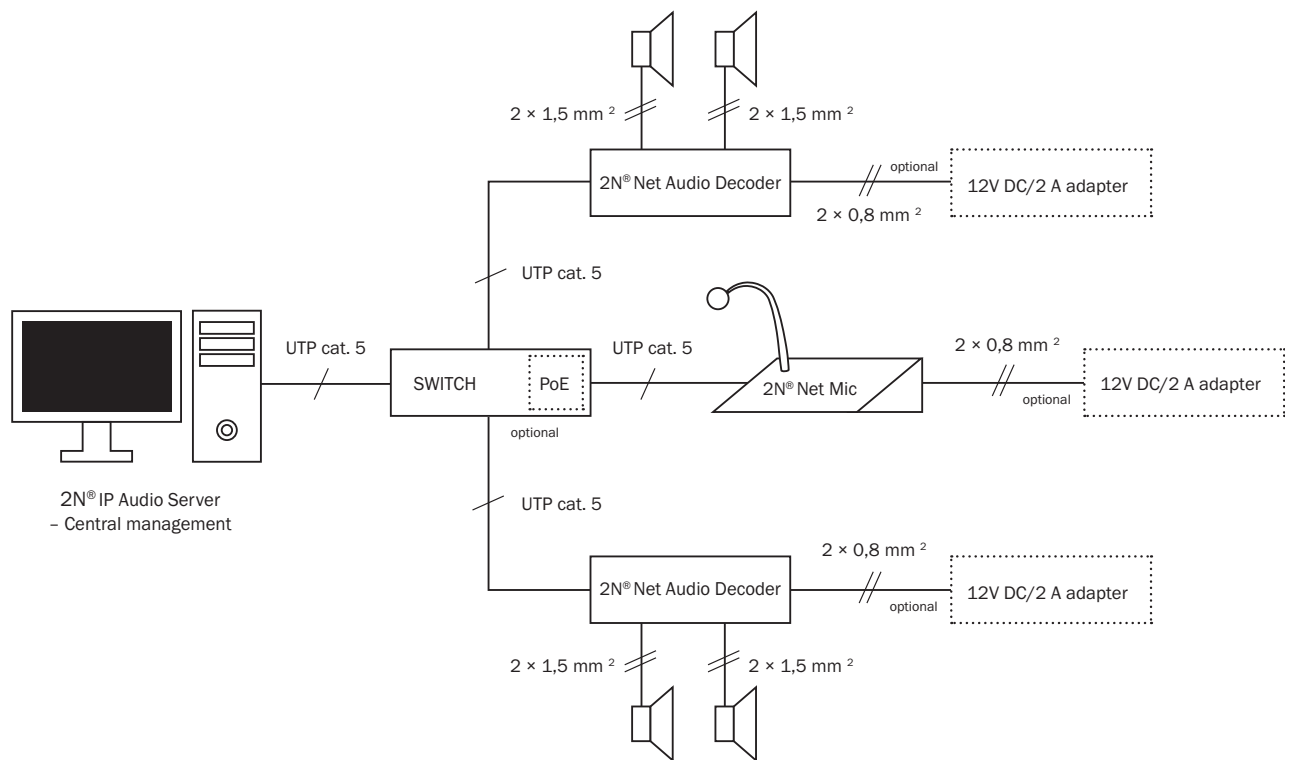 2 × 1,5 mm ²
2 × 1,5 mm ²
2N® Net Audio Decoder
optional
2 × 0,8 mm ²
12V DC/2 A adapter
UTP cat. 5
UTP cat. 5
SWITCH
PoE
optional
UTP cat. 5
2N® Net Mic
2 × 0,8 mm ²
optional
12V DC/2 A adapter
2N® IP Audio Server
– Central management
UTP cat. 5
2N® Net Audio Decoder
2 × 0,8 mm ²
optional
12V DC/2 A adapter
2 × 1,5 mm ²
2 × 1,5 mm ²